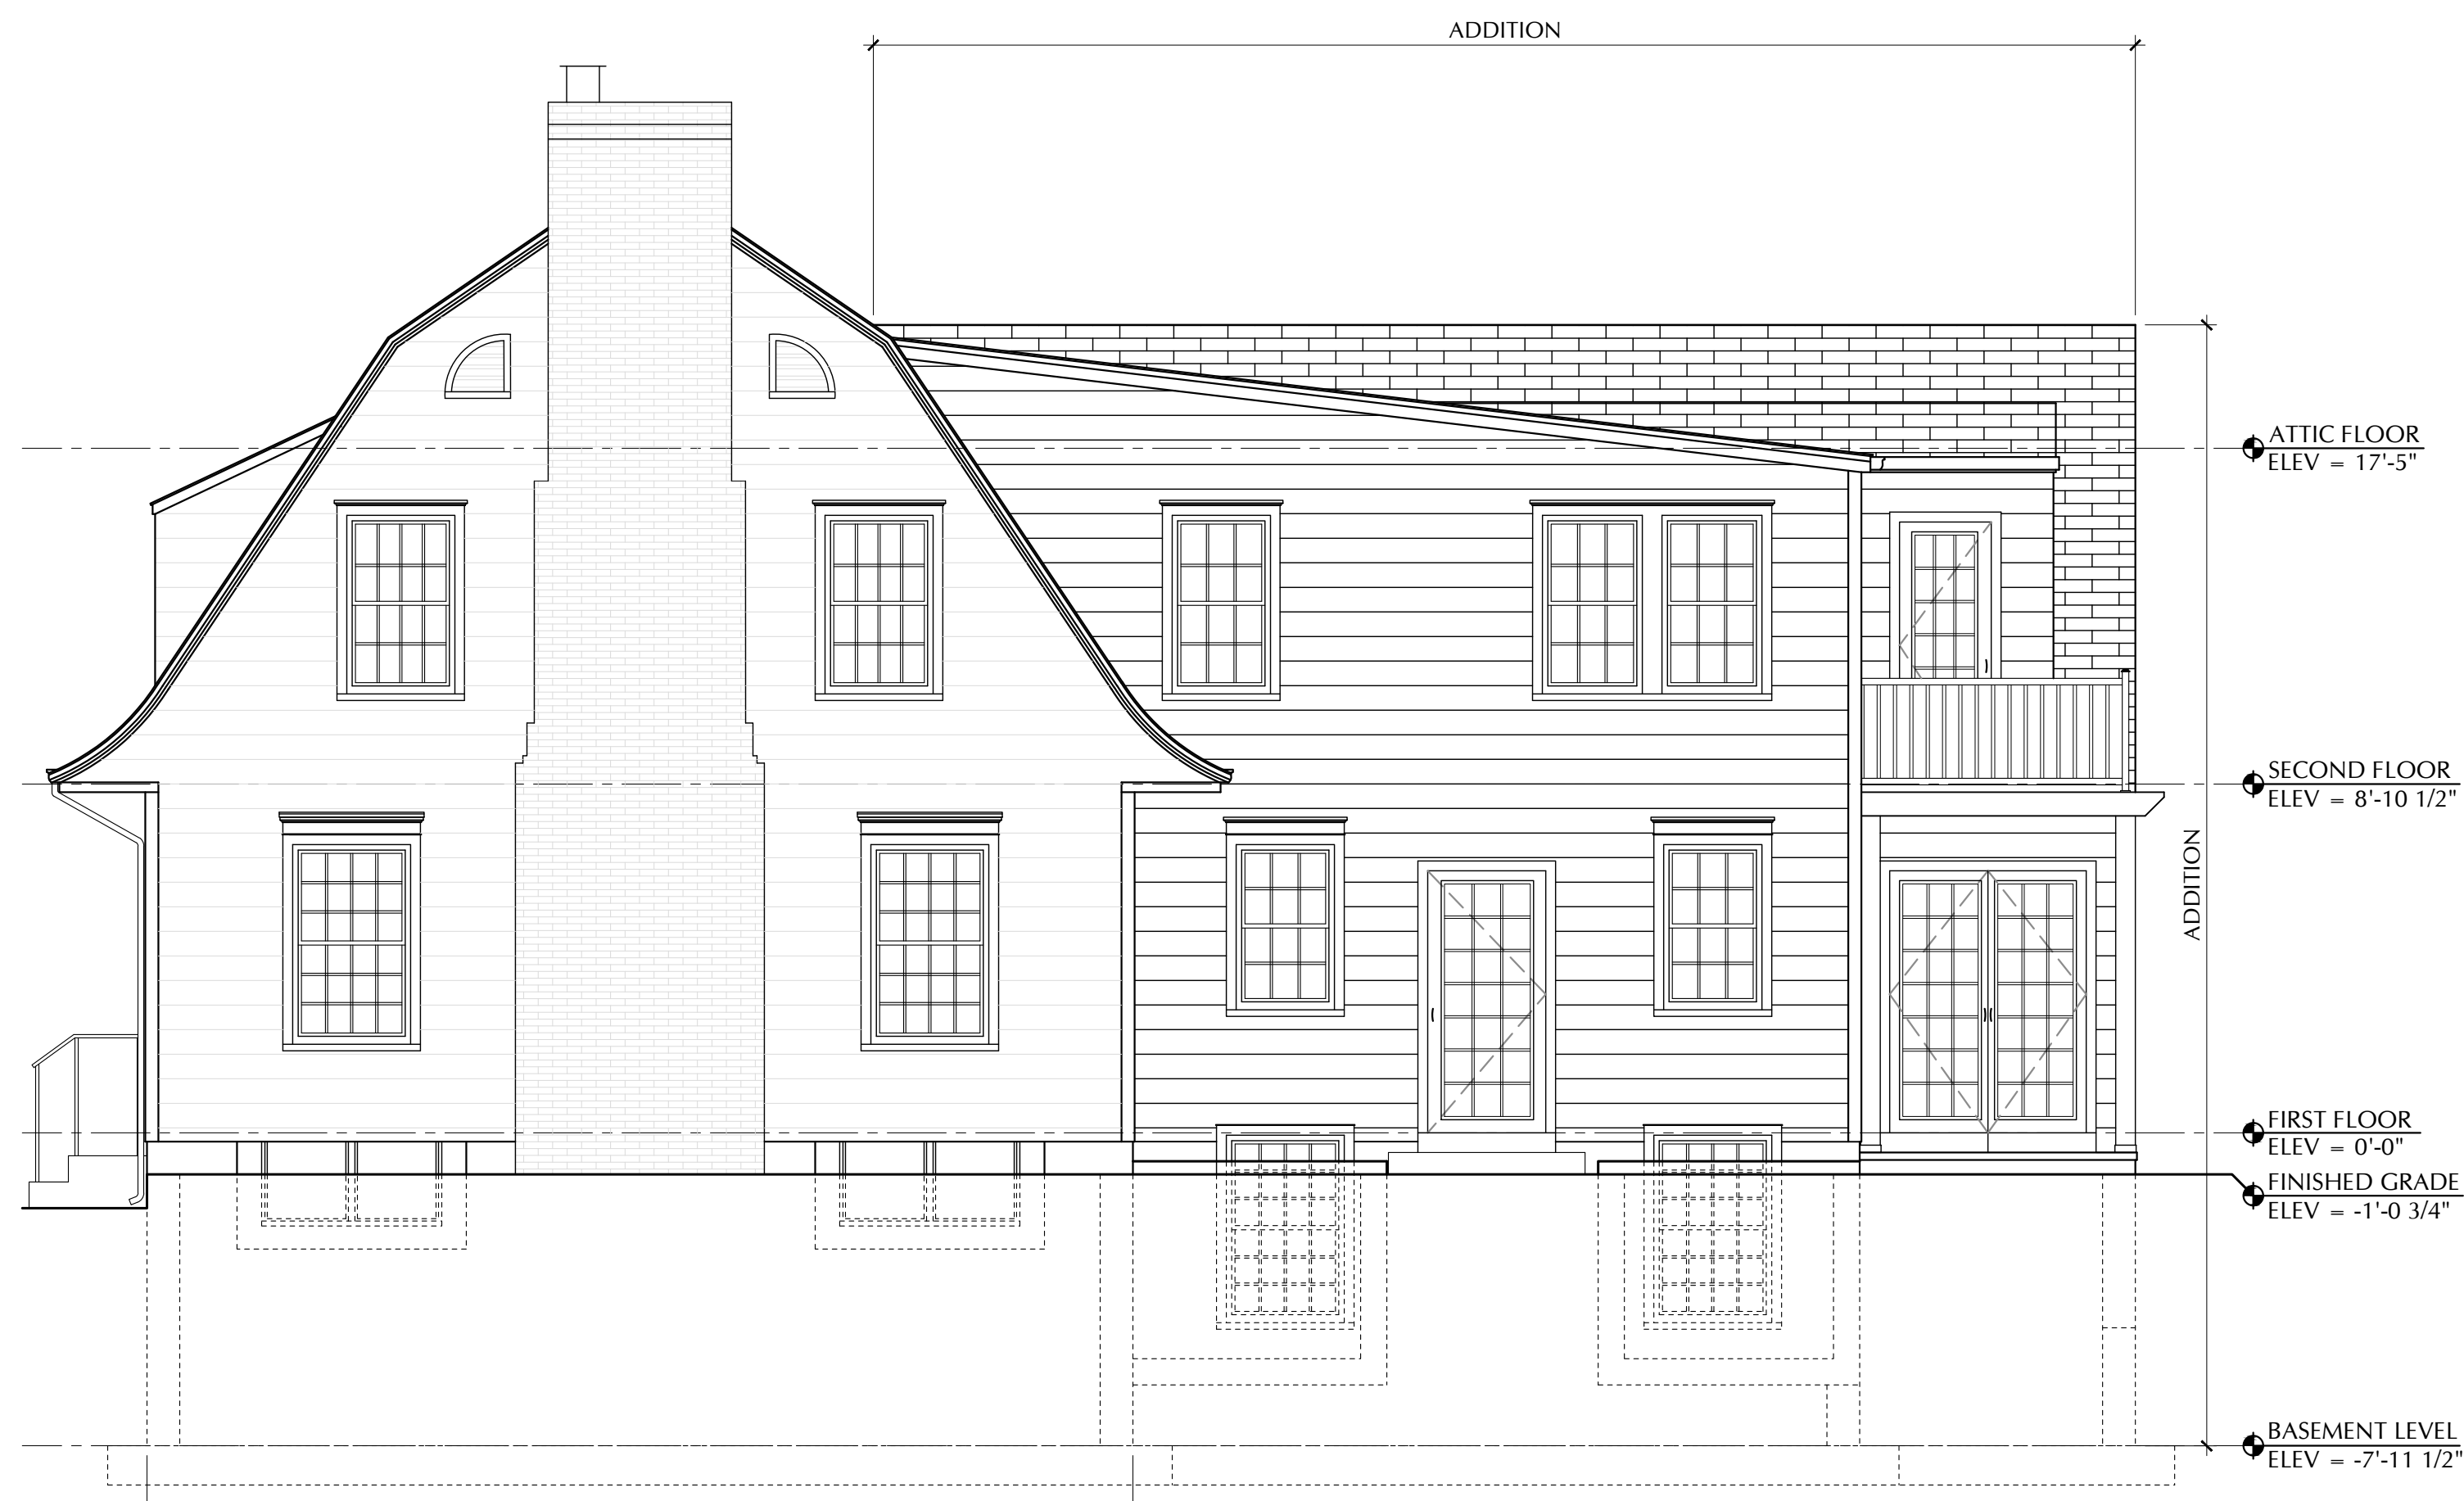 ADDITION
ATTIC FLOOR
ELEV = 17'-5"
SECOND FLOOR
ELEV = 8'-10 1/2"
ADDITION
FIRST FLOOR
ELEV = 0'-0"
FINISHED GRADE
ELEV = -1'-0 3/4"
BASEMENT LEVEL
ELEV = -7'-11 1/2"